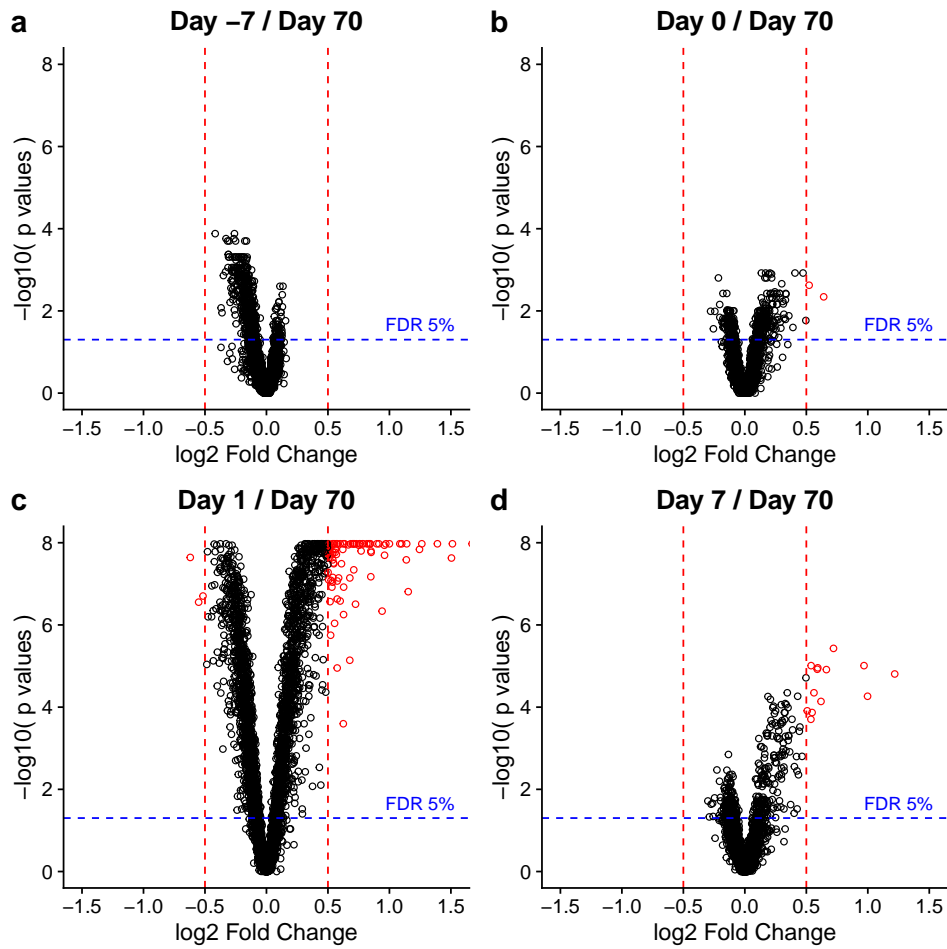 a
Day −7 / Day 70
8
6
4
2
0
−log10( p values )
FDR 5%
−1.5 −1.0 −0.5 0.0 0.5 1.0 1.5
log2 Fold Change
b
Day 0 / Day 70
8
6
4
2
0
−log10( p values )
FDR 5%
−1.5 −1.0 −0.5 0.0 0.5 1.0 1.5
log2 Fold Change
c
Day 1 / Day 70
8
6
4
2
0
−log10( p values )
FDR 5%
−1.5 −1.0 −0.5 0.0 0.5 1.0 1.5
log2 Fold Change
d
Day 7 / Day 70
8
6
4
2
0
−log10( p values )
FDR 5%
−1.5 −1.0 −0.5 0.0 0.5 1.0 1.5
log2 Fold Change